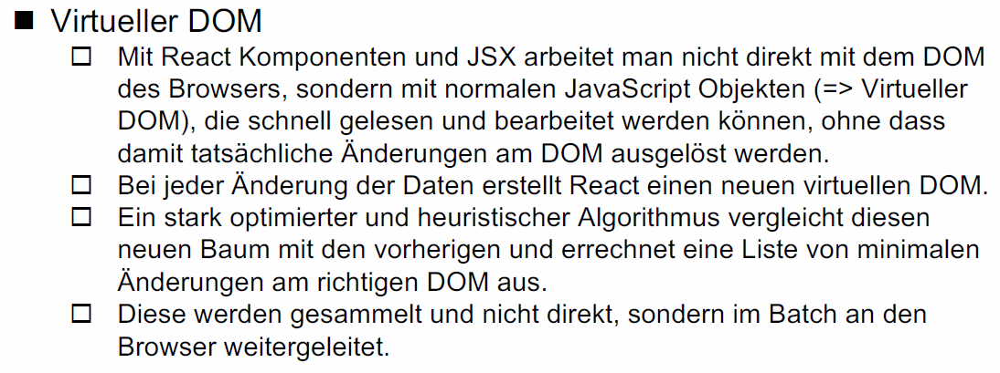 ■ Virtueller DOM
□ Mit React Komponenten und JSX arbeitet man nicht direkt mit dem DOM
des Browsers, sondern mit normalen JavaScript Objekten (=> Virtueller
DOM), die schnell gelesen und bearbeitet werden können, ohne dass
damit tatsächliche Änderungen am DOM ausgelöst werden.
□ Bei jeder Änderung der Daten erstellt React einen neuen virtuellen DOM.
□ Ein stark optimierter und heuristischer Algorithmus vergleicht diesen
neuen Baum mit den vorherigen und errechnet eine Liste von minimalen
Änderungen am richtigen DOM aus.
□ Diese werden gesammelt und nicht direkt, sondern im Batch an den
Browser weitergeleitet.